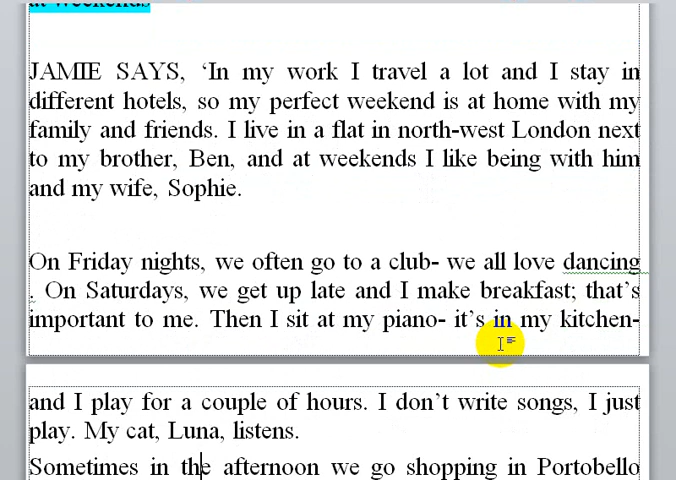 at weekends
JAMIE SAYS, ‘In my work I travel a lot and I stay in
different hotels, so my perfect weekend is at home with my
family and friends. I live in a flat in north-west London next
to my brother, Ben, and at weekends I like being with him
and my wife, Sophie.
On Friday nights, we often go to a club- we all love dancing
. On Saturdays, we get up late and I make breakfast; that’s
important to me. Then I sit at my piano- it’s in my kitchen-
and I play for a couple of hours. I don’t write songs, I just
play. My cat, Luna, listens.
Sometimes in the afternoon we go shopping in Portobello